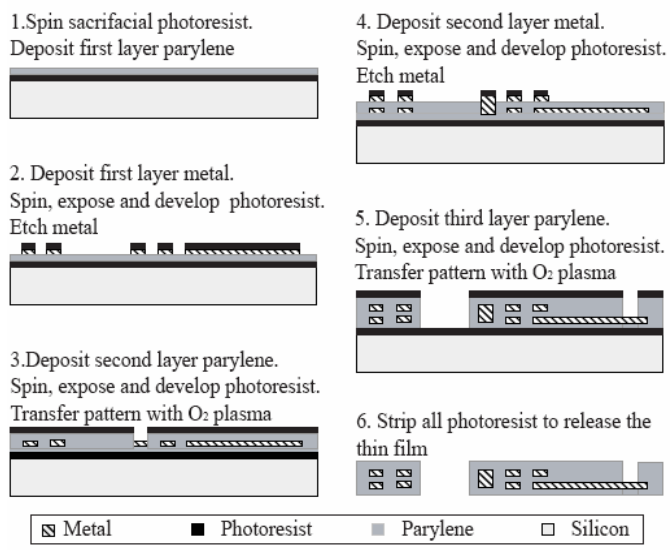 1.Spin sacrifacial photoresist.
Deposit first layer parylene
2. Deposit first layer metal.
Spin, expose and develop photoresist.
Etch metal
3.Deposit second layer parylene.
Spin, expose and develop photoresist.
Transfer pattern with O₂ plasma
4. Deposit second layer metal.
Spin, expose and develop photoresist.
Etch metal
5. Deposit third layer parylene.
Spin, expose and develop photoresist.
Transfer pattern with O₂ plasma
6. Strip all photoresist to release the
thin film
Metal Photoresist Parylene Silicon